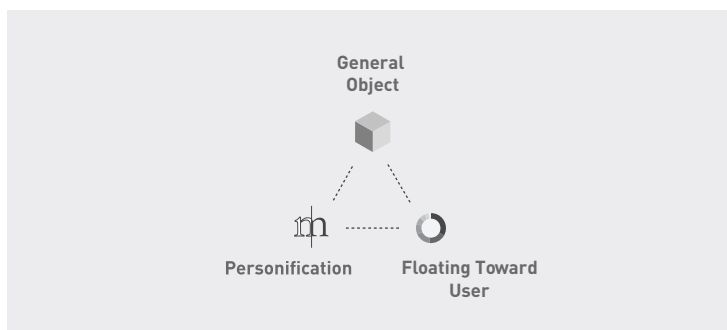 General
Object
Personification
Floating Toward
User